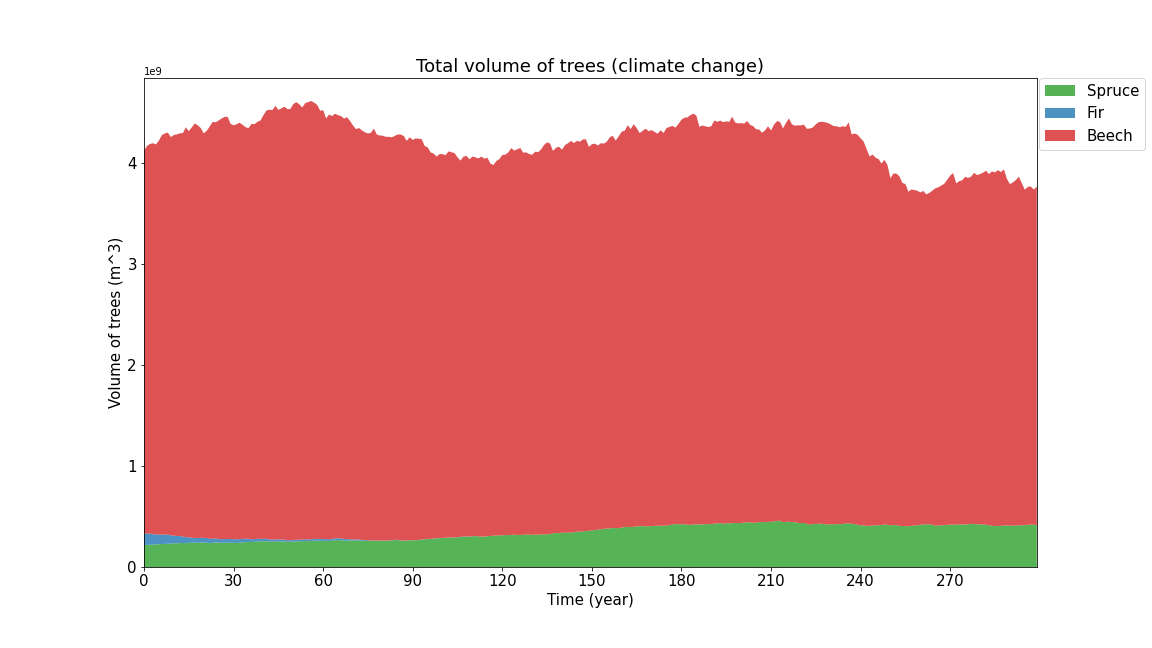 Total volume of trees (climate change)
1e9
Spruce
Fir
Beech
Volume of trees (m^3)
4
3
2
1
0
0 30 60 90 120 150 180 210 240 270
Time (year)